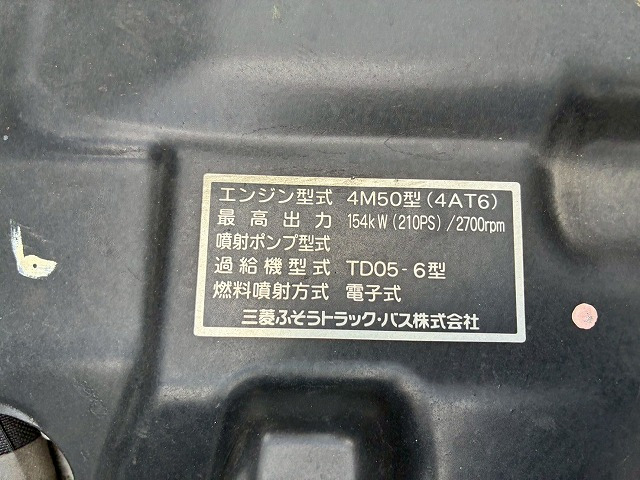 エンジン型式 4M50型(4AT6)
最高出力 154kW(210PS)/2700rpm
噴射ポンプ型式
過給機型式 TD05-6型
燃料噴射方式 電子式
三菱ふそうトラック・バス株式会社